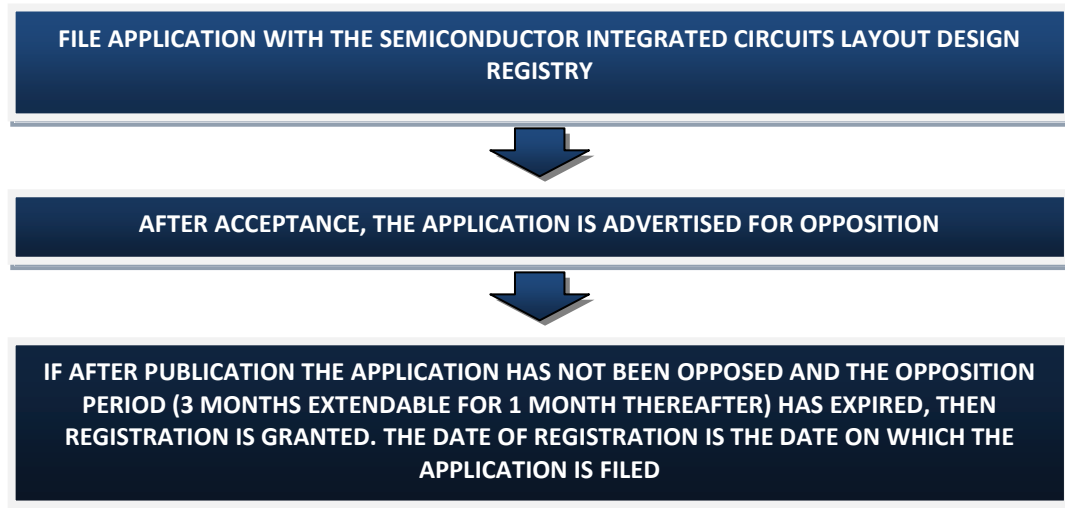 FILE APPLICATION WITH THE SEMICONDUCTOR INTEGRATED CIRCUITS LAYOUT DESIGN
REGISTRY
AFTER ACCEPTANCE, THE APPLICATION IS ADVERTISED FOR OPPOSITION
IF AFTER PUBLICATION THE APPLICATION HAS NOT BEEN OPPOSED AND THE OPPOSITION
PERIOD (3 MONTHS EXTENDABLE FOR 1 MONTH THEREAFTER) HAS EXPIRED, THEN
REGISTRATION IS GRANTED. THE DATE OF REGISTRATION IS THE DATE ON WHICH THE
APPLICATION IS FILED